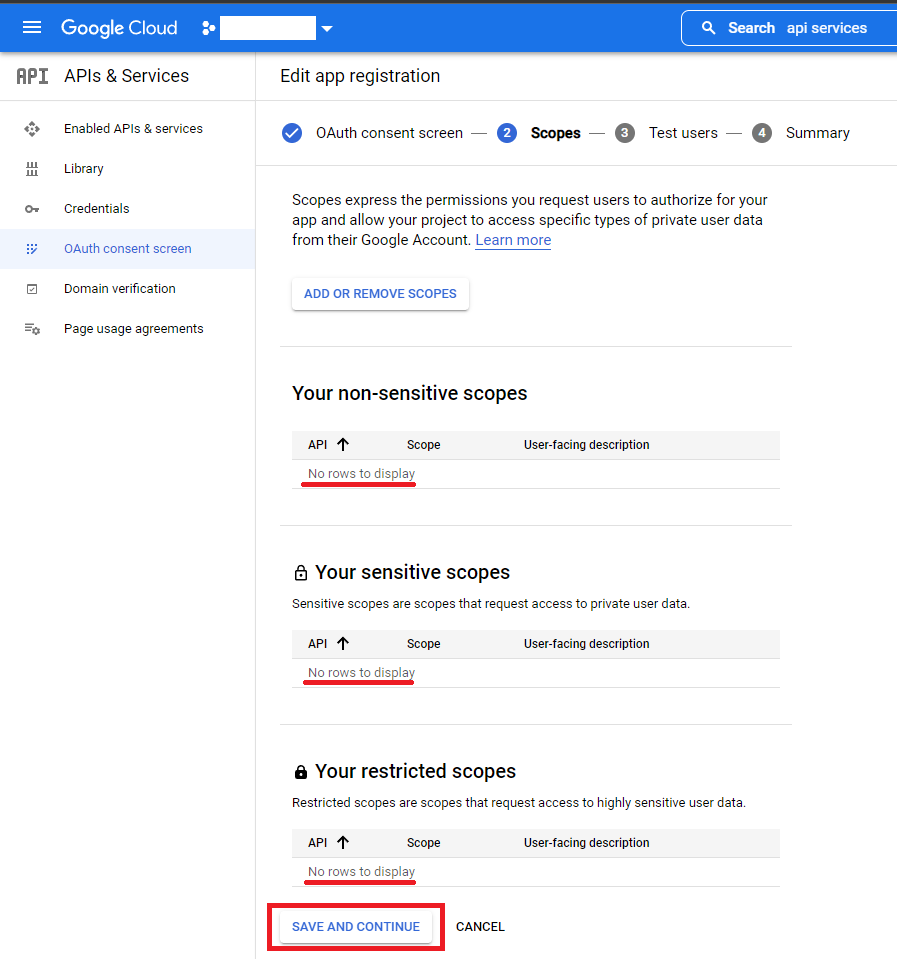 Google Cloud
Search api services
API APIs & Services
Edit app registration
Enabled APIs & services
Library
Credentials
OAuth consent screen
Domain verification
Page usage agreements
OAuth consent screen — 2 Scopes — 3 Test users — 4 Summary
Scopes express the permissions you request users to authorize for your
app and allow your project to access specific types of private user data
from their Google Account. Learn more
ADD OR REMOVE SCOPES
Your non-sensitive scopes
API Scope User-facing description
No rows to display
Your sensitive scopes
Sensitive scopes are scopes that request access to private user data.
API Scope User-facing description
No rows to display
Your restricted scopes
Restricted scopes are scopes that request access to highly sensitive user data.
API Scope User-facing description
No rows to display
SAVE AND CONTINUE CANCEL